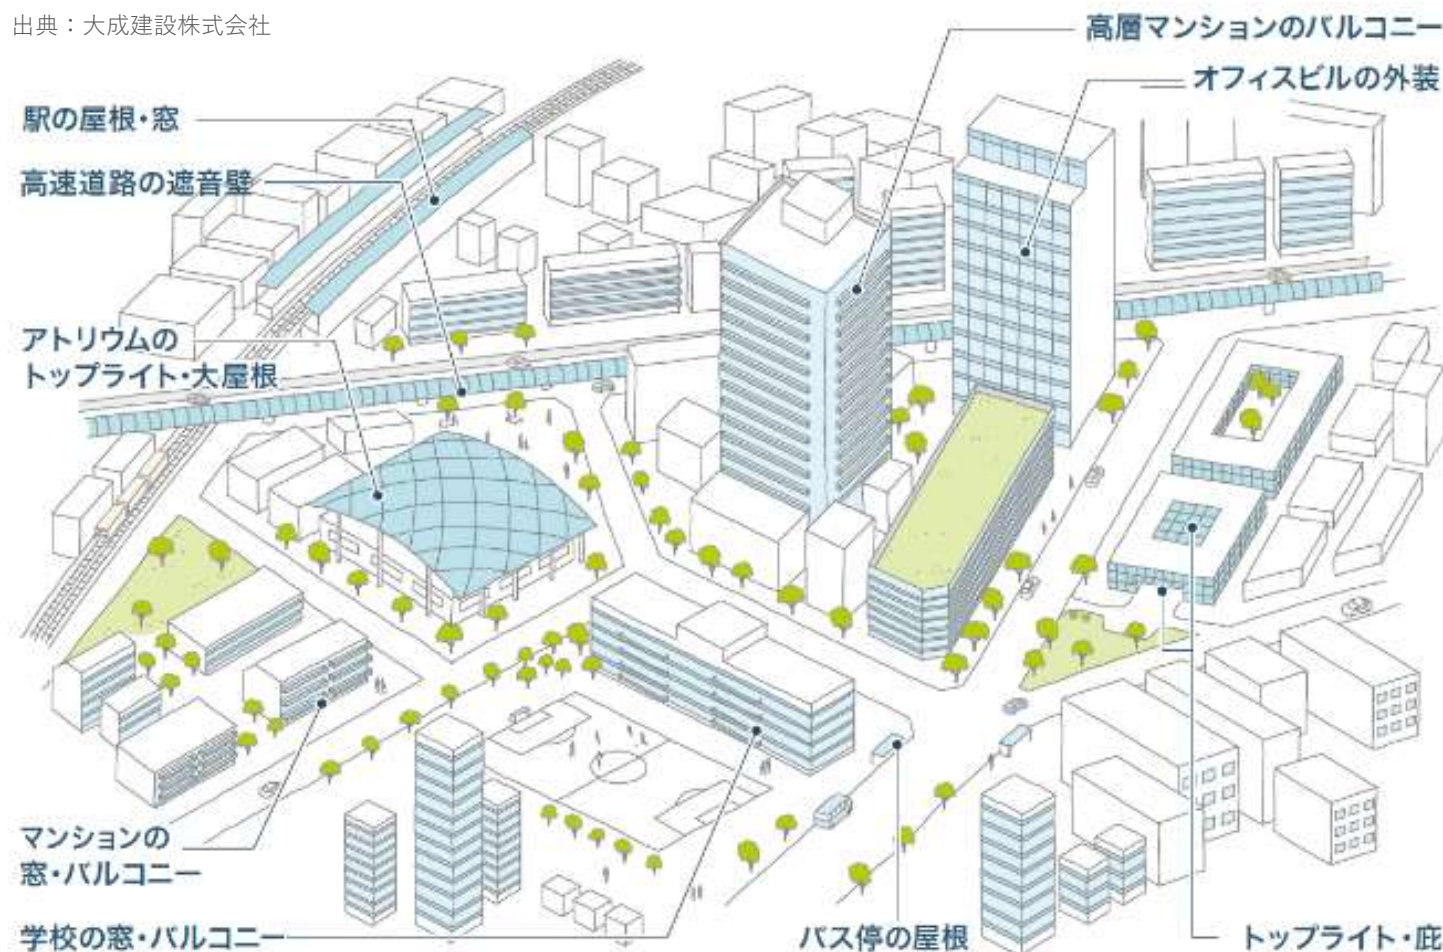 出典：大成建設株式会社
高層マンションのバルコニー
オフィスビルの外装
駅の屋根・窓
高速道路の遮音壁
アトリウムの
トップライト・大屋根
マンションの
窓・バルコニー
学校の窓・バルコニー
バス停の屋根
トップライト・庇